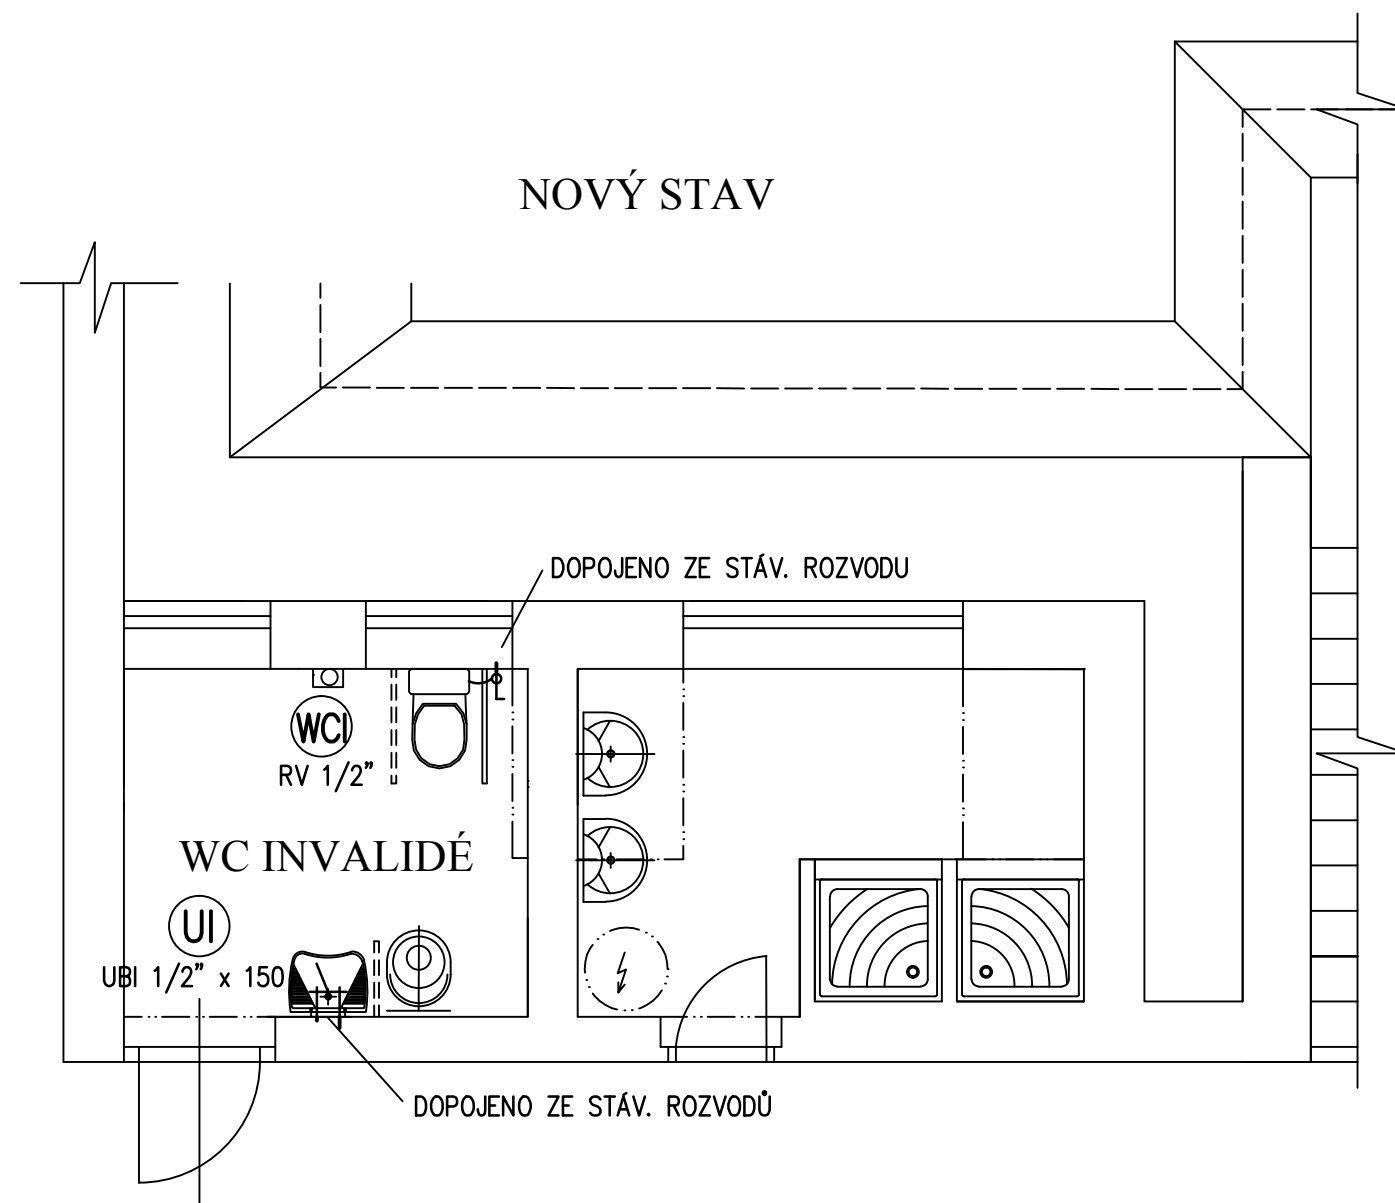 NOVÝ STAV
DOPOJENO ZE STÁV. ROZVODU
WCI
RV 1/2"
WC INVALIDÉ
UI
UBI 1/2" x 150
DOPOJENO ZE STÁV. ROZVODŮ